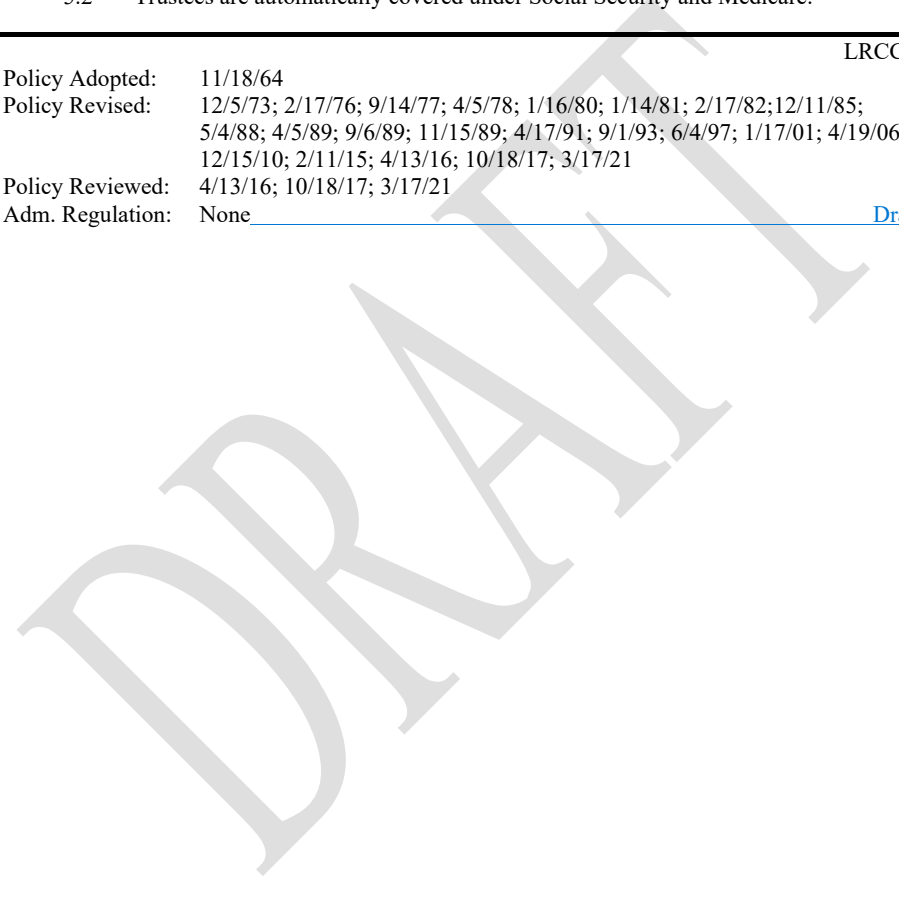 5.2 Trustees are automatically covered under Social Security and Medicare.
LRCC
Policy Adopted: 11/18/64
Policy Revised: 12/5/73; 2/17/76; 9/14/77; 4/5/78; 1/16/80; 1/14/81; 2/17/82;12/11/85;
5/4/88; 4/5/89; 9/6/89; 11/15/89; 4/17/91; 9/1/93; 6/4/97; 1/17/01; 4/19/06
12/15/10; 2/11/15; 4/13/16; 10/18/17; 3/17/21
Policy Reviewed: 4/13/16; 10/18/17; 3/17/21
Adm. Regulation: None Dra
DRAFT